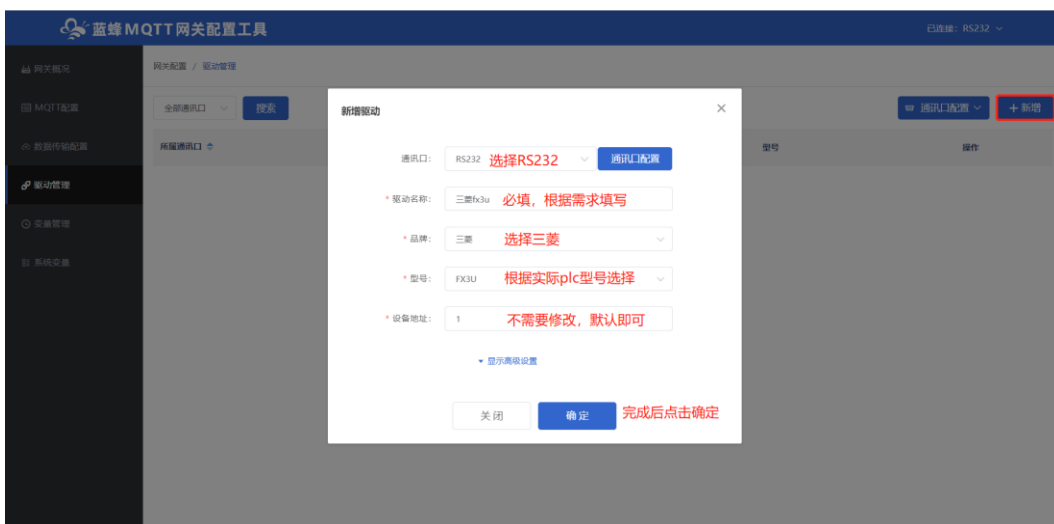 蓝蜂MQTT网关配置工具
已连接：RS232
网关概况
网关配置 / 驱动管理
MQTT配置
全部通讯口
搜索
通讯口配置
+新增
数据传输配置
所属通讯口
型号
操作
驱动管理
变量管理
系统变量
新增驱动
通讯口：
RS232
选择RS232
通讯口配置
* 驱动名称：
三菱fx3u
必填，根据需求填写
* 品牌：
三菱
选择三菱
* 型号：
FX3U
根据实际plc型号选择
* 设备地址：
1
不需要修改，默认即可
显示高级设置
关闭
确定
完成后点击确定